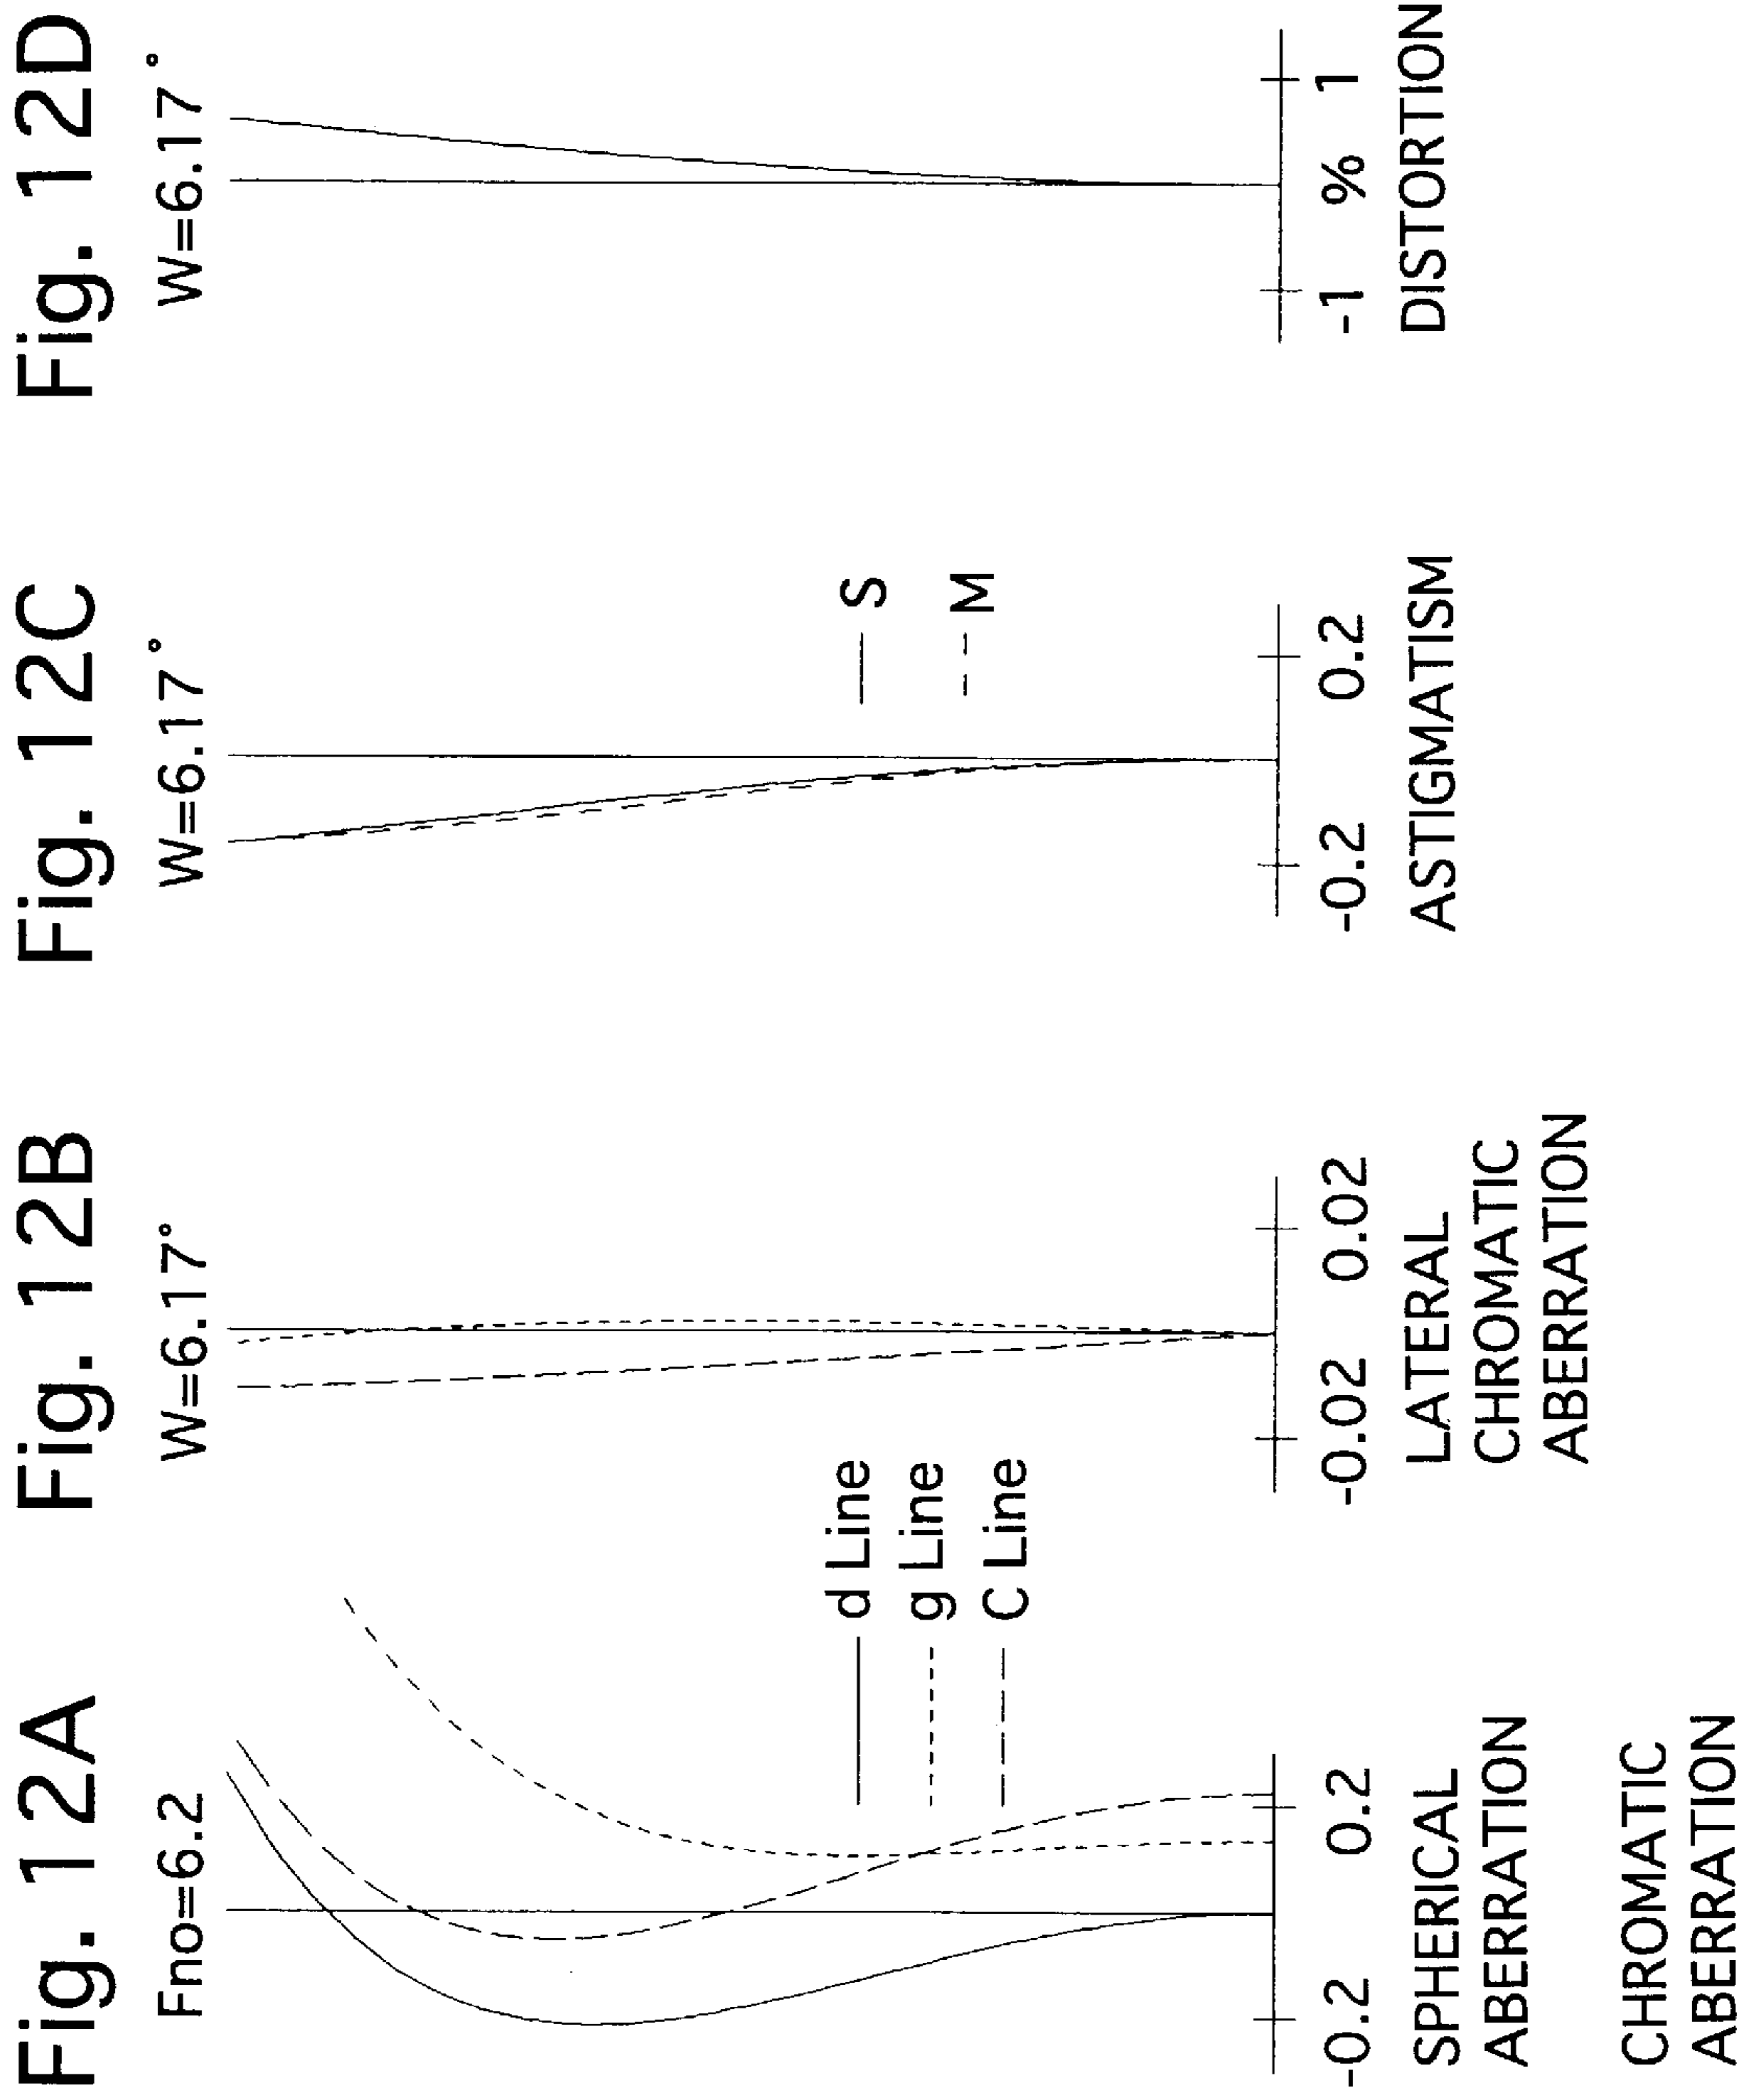 Fig. 12A
Fno=6.2
d Line
g Line
C Line
-0.2
0.2
SPHERICAL
ABERRATION
CHROMATIC
ABERRATION
Fig. 12B
W=6.17°
-0.02
0.02
LATERAL
CHROMATIC
ABERRATION
Fig. 12C
W=6.17°
S
M
-0.2
0.2
ASTIGMATISM
Fig. 12D
W=6.17°
-1
%
1
DISTORTION